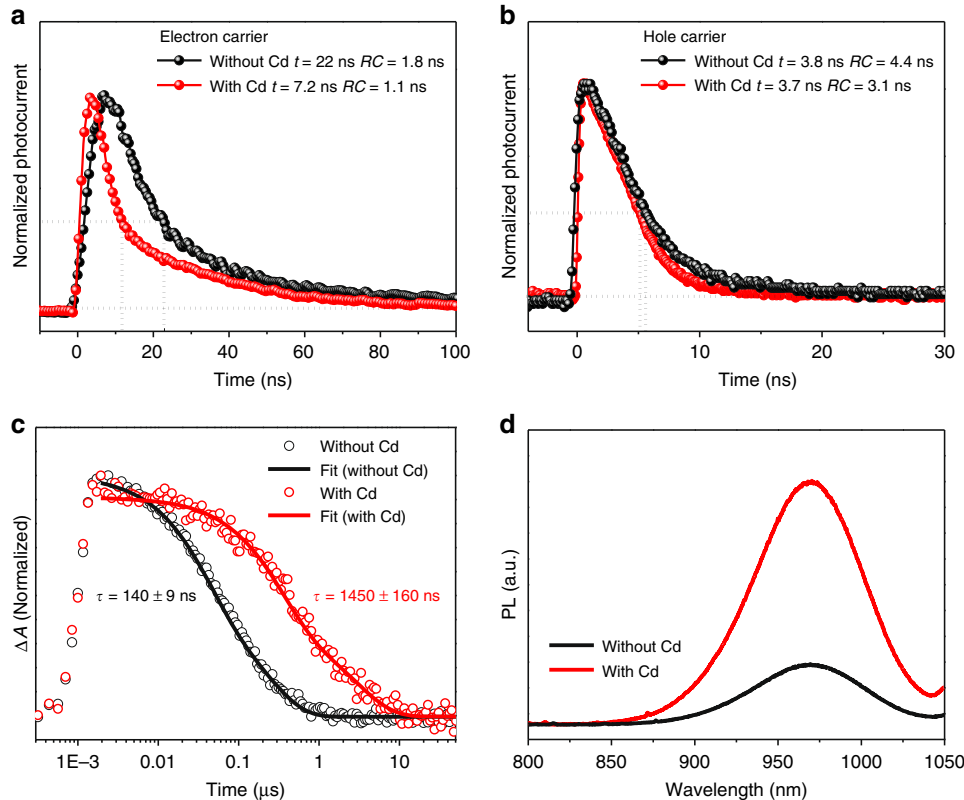 a
Electron carrier
Without Cd t = 22 ns RC = 1.8 ns
With Cd t = 7.2 ns RC = 1.1 ns
Normalized photocurrent
0 20 40 60 80 100
Time (ns)
b
Hole carrier
Without Cd t = 3.8 ns RC = 4.4 ns
With Cd t = 3.7 ns RC = 3.1 ns
Normalized photocurrent
0 10 20 30
Time (ns)
c
Without Cd
Fit (without Cd)
With Cd
Fit (with Cd)
τ = 140 ± 9 ns
τ = 1450 ± 160 ns
ΔA (Normalized)
1E–3 0.01 0.1 1 10
Time (μs)
d
Without Cd
With Cd
PL (a.u.)
800 850 900 950 1000 1050
Wavelength (nm)